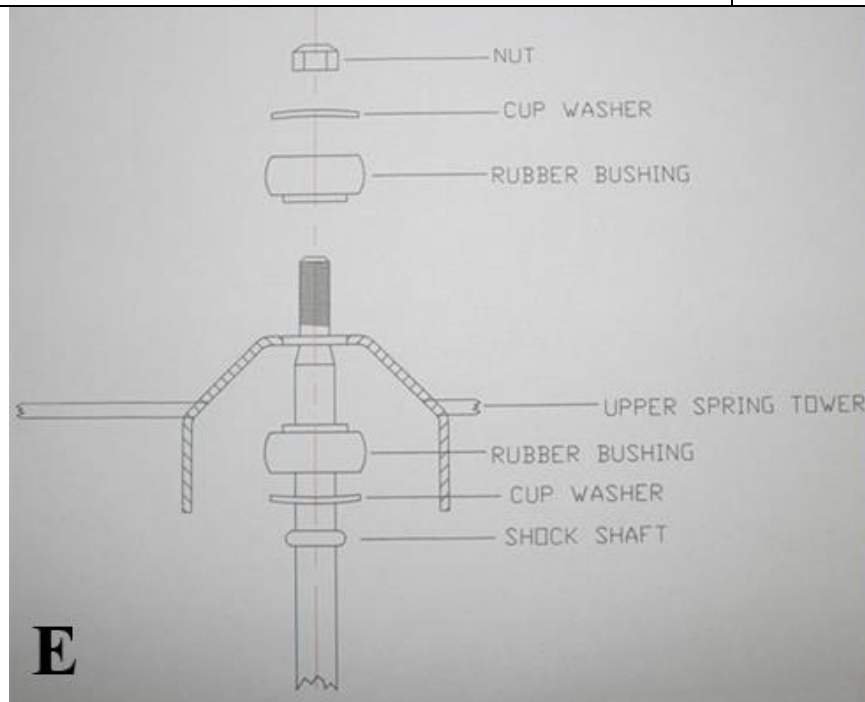 NUT
CUP WASHER
RUBBER BUSHING
UPPER SPRING TOWER
RUBBER BUSHING
CUP WASHER
SHOCK SHAFT
E